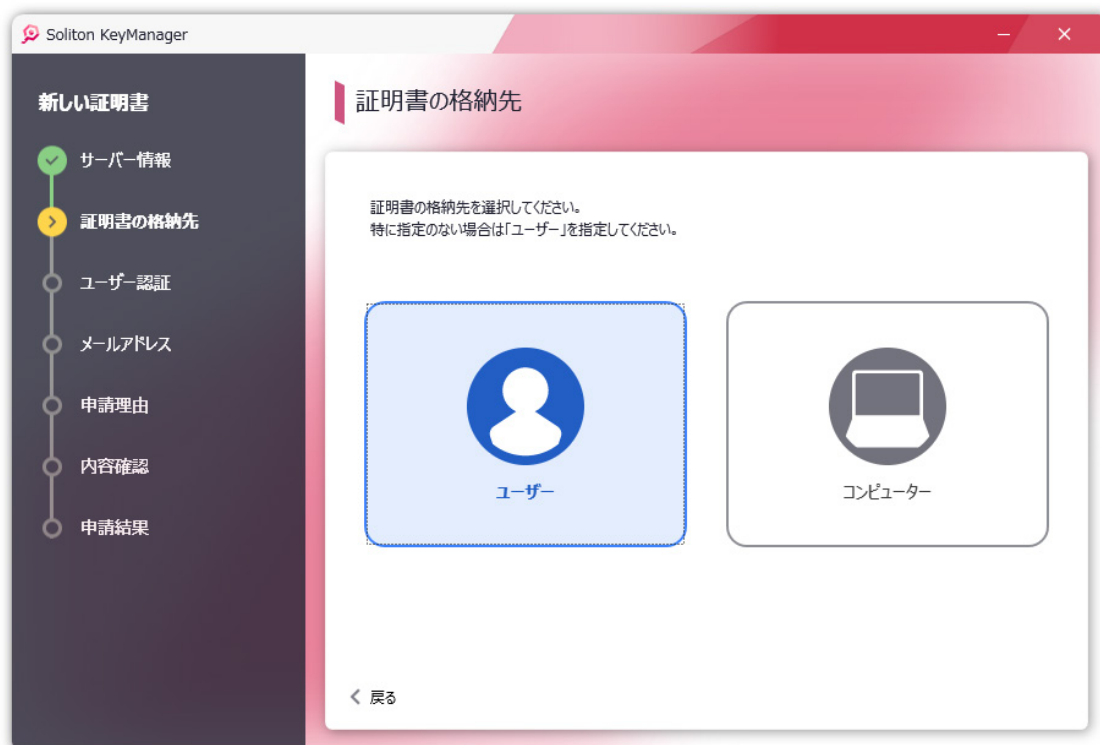 Soliton KeyManager
新しい証明書
サーバー情報
証明書の格納先
ユーザー認証
メールアドレス
申請理由
内容確認
申請結果
証明書の格納先
証明書の格納先を選択してください。
特に指定のない場合は「ユーザー」を指定してください。
ユーザー
コンピューター
戻る